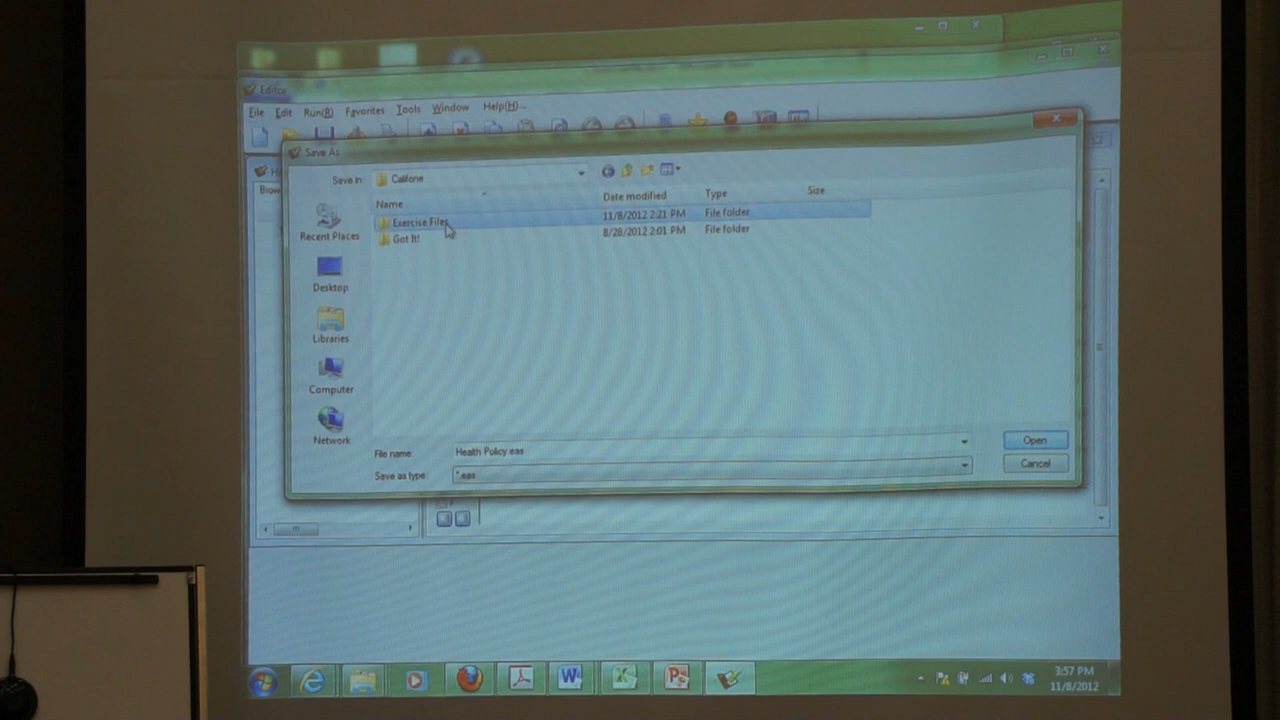 Editor
File Edit Run(R) Favorites Tools Window Help(H)...
Save As
Save in: Califone
Name Date modified Type Size
Exercise Files 11/8/2012 2:21 PM File folder
Got It! 8/28/2012 2:01 PM File folder
Recent Places
Desktop
Libraries
Computer
Network
File name: Health Policy.eas Open
Save as type: *.eas Cancel
3:57 PM
11/8/2012